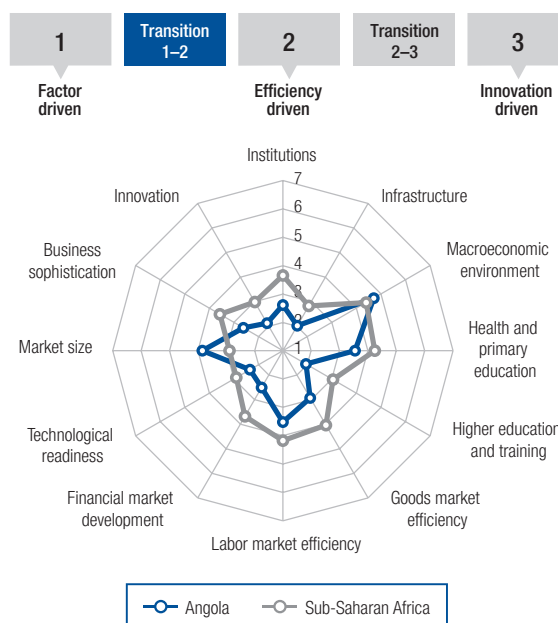 1
Transition
1–2
2
Transition
2–3
3
Factor
driven
Efficiency
driven
Innovation
driven
Institutions
7
6
5
4
3
2
1
Innovation
Infrastructure
Business
sophistication
Macroeconomic
environment
Market size
Health and
primary
education
Technological
readiness
Higher education
and training
Financial market
development
Goods market
efficiency
Labor market efficiency
Angola
Sub-Saharan Africa